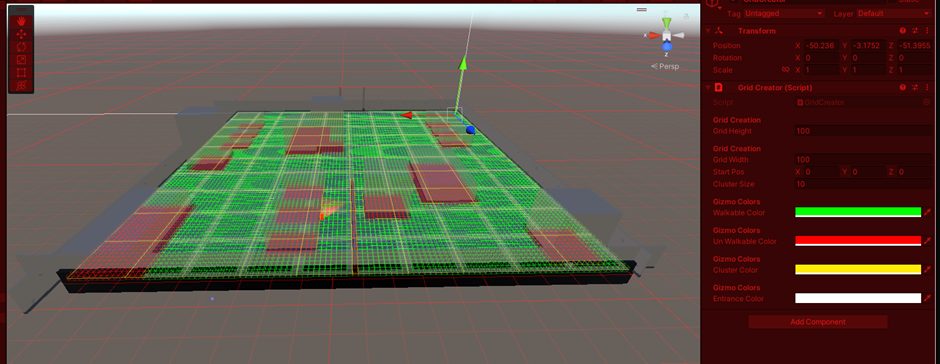 Tag Untagged Layer Default
Transform
Position X -50.236 Y -3.1752 Z -51.3955
Rotation X 0 Y 0 Z 0
Scale X 1 Y 1 Z 1
Grid Creator (Script)
Script GridCreator
Grid Creation
Grid Height 100
Grid Creation
Grid Width 100
Start Pos X 0 Y 0 Z 0
Cluster Size 10
Gizmo Colors
Walkable Color
Gizmo Colors
Un Walkable Color
Gizmo Colors
Cluster Color
Gizmo Colors
Entrance Color
Add Component
x
z
Persp